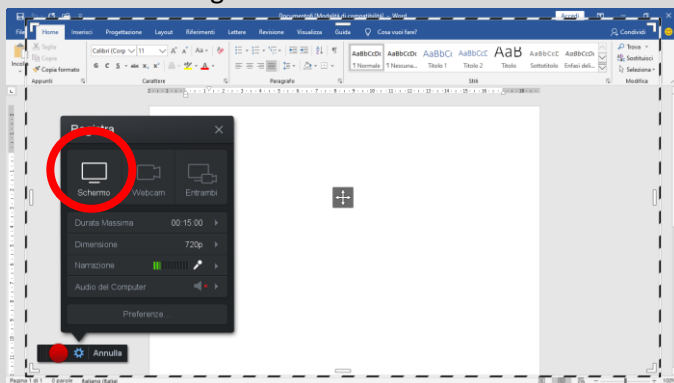 Documento1 (Modalità di compatibilità) - Word
Accedi
File Home Inserisci Progettazione Layout Riferimenti Lettere Revisione Visualizza Guida Cosa vuoi fare? Condividi
Taglia
Copia
Copia formato
Calibri (Corp 11
Trova
Sostituisci
Seleziona
AaBbCcDc AaBbCcDc AaBbCc AaBbCcC AaB AaBbCcC AaBbCcDc
1 Normale 1 Nessuna... Titolo 1 Titolo 2 Titolo Sottotitolo Enfasi deli...
Appunti Carattere Paragrafo Stili Modifica
Registra
Schermo Webcam Entrambi
Durata Massima 00:15:00
Dimensione 720p
Narrazione
Audio del Computer
Preferenze...
Annulla
Pagina 1 di 1 0 parole Italiano (Italia) 100%